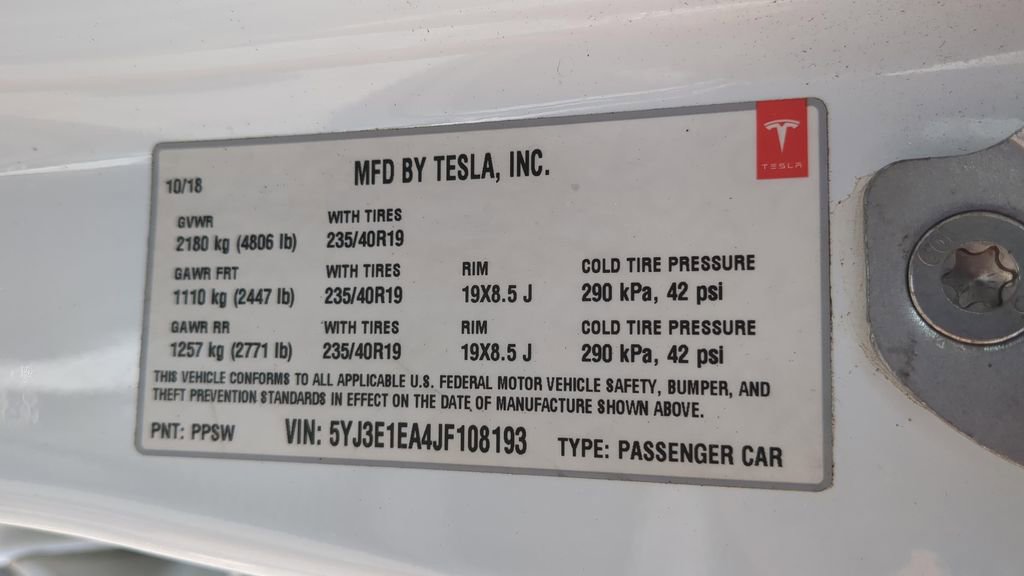 TESLA
10/18 MFD BY TESLA, INC.
GVWR WITH TIRES
2180 kg (4806 lb) 235/40R19
GAWR FRT WITH TIRES RIM COLD TIRE PRESSURE
1110 kg (2447 lb) 235/40R19 19X8.5 J 290 kPa, 42 psi
GAWR RR WITH TIRES RIM COLD TIRE PRESSURE
1257 kg (2771 lb) 235/40R19 19X8.5 J 290 kPa, 42 psi
THIS VEHICLE CONFORMS TO ALL APPLICABLE U.S. FEDERAL MOTOR VEHICLE SAFETY, BUMPER, AND
THEFT PREVENTION STANDARDS IN EFFECT ON THE DATE OF MANUFACTURE SHOWN ABOVE.
PNT: PPSW VIN: 5YJ3E1EA4JF108193 TYPE: PASSENGER CAR